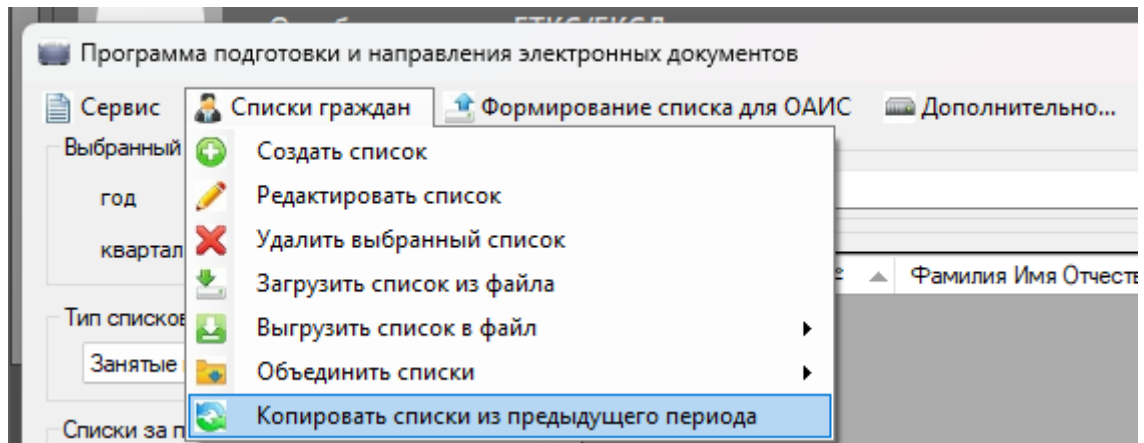 Программа подготовки и направления электронных документов
Сервис Списки граждан Формирование списка для ОАИС Дополнительно...
Выбранный
Создать список
год
Редактировать список
квартал
Удалить выбранный список
Загрузить список из файла
Фамилия Имя Отчеств
Тип списков
Выгрузить список в файл
Занятые
Объединить списки
Списки за п
Копировать списки из предыдущего периода